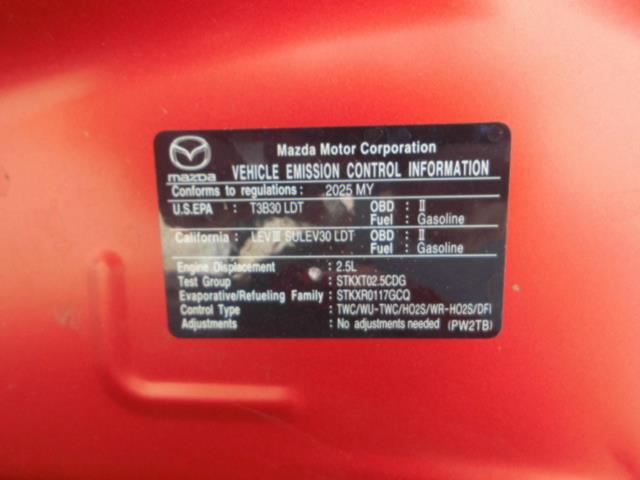 Mazda Motor Corporation
mazda
VEHICLE EMISSION CONTROL INFORMATION
Conforms to regulations: 2025 MY
U.S.EPA : T3B30 LDT OBD : II
Fuel : Gasoline
California: LEV III SULEV30 LDT OBD : II
Fuel : Gasoline
Engine Displacement : 2.5L
Test Group : STKXT02.5CDG
Evaporative/Refueling Family : STKXR0117GCQ
Control Type : TWC/WU-TWC/HO2S/WR-HO2S/DFI
Adjustments : No adjustments needed (PW2TB)